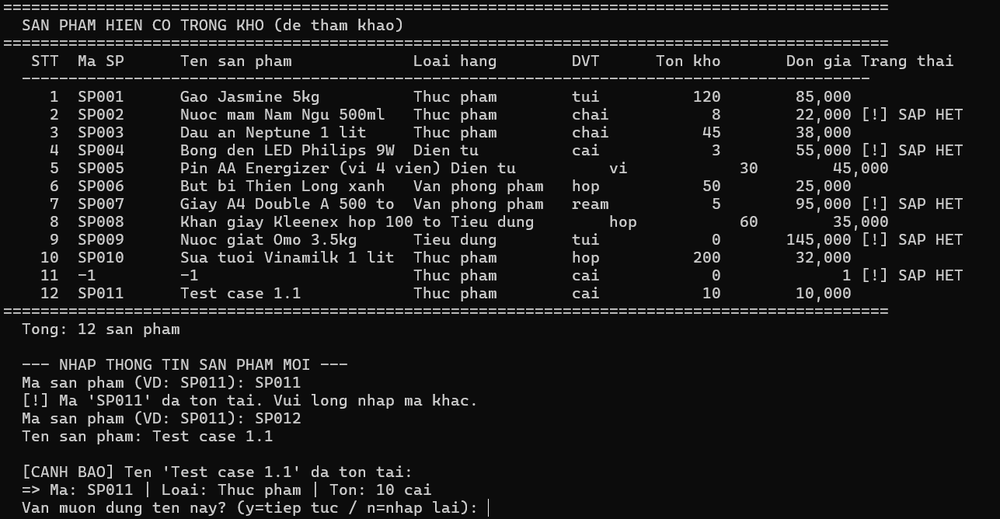 ===============================================================================================
  SAN PHAM HIEN CO TRONG KHO (de tham khao)
===============================================================================================
   STT  Ma SP      Ten san pham             Loai hang        DVT      Ton kho       Don gia Trang thai
  -------------------------------------------------------------------------------------------
     1  SP001      Gao Jasmine 5kg          Thuc pham        tui          120        85,000
     2  SP002      Nuoc mam Nam Ngu 500ml   Thuc pham        chai           8        22,000 [!] SAP HET
     3  SP003      Dau an Neptune 1 lit     Thuc pham        chai          45        38,000
     4  SP004      Bong den LED Philips 9W  Dien tu          cai            3        55,000 [!] SAP HET
     5  SP005      Pin AA Energizer (vi 4 vien) Dien tu          vi            30        45,000
     6  SP006      But bi Thien Long xanh   Van phong pham   hop           50        25,000
     7  SP007      Giay A4 Double A 500 to  Van phong pham   ream           5        95,000 [!] SAP HET
     8  SP008      Khan giay Kleenex hop 100 to Tieu dung        hop           60        35,000
     9  SP009      Nuoc giat Omo 3.5kg      Tieu dung        tui            0       145,000 [!] SAP HET
    10  SP010      Sua tuoi Vinamilk 1 lit  Thuc pham        hop          200        32,000
    11  -1         -1                       Thuc pham        cai            0             1 [!] SAP HET
    12  SP011      Test case 1.1            Thuc pham        cai           10        10,000
===============================================================================================
  Tong: 12 san pham

  --- NHAP THONG TIN SAN PHAM MOI ---
  Ma san pham (VD: SP011): SP011
  [!] Ma 'SP011' da ton tai. Vui long nhap ma khac.
  Ma san pham (VD: SP011): SP012
  Ten san pham: Test case 1.1

  [CANH BAO] Ten 'Test case 1.1' da ton tai:
  => Ma: SP011 | Loai: Thuc pham | Ton: 10 cai
  Van muon dung ten nay? (y=tiep tuc / n=nhap lai):